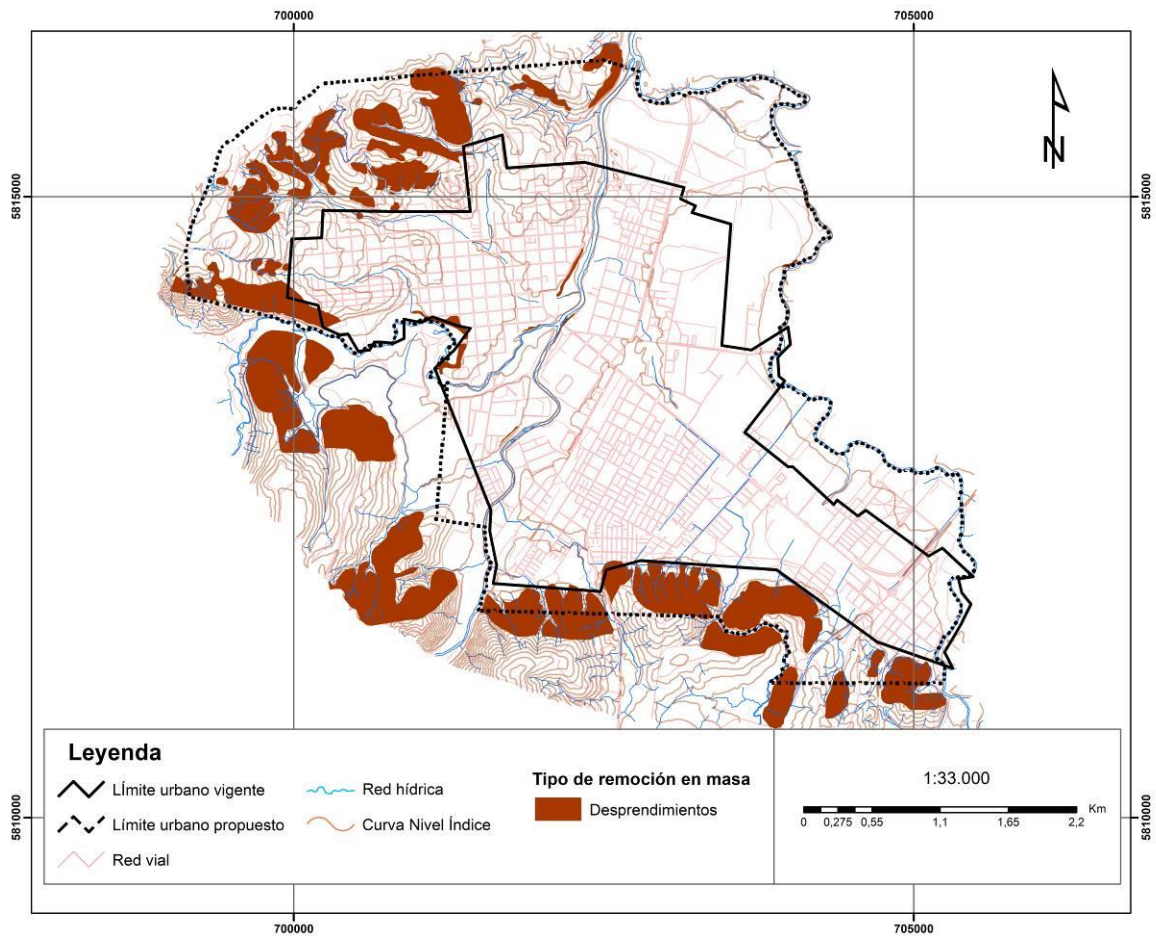 700000
705000
N
5815000
5815000
Leyenda
LÍmite urbano vigente
Límite urbano propuesto
Red vial
Red hídrica
Curva Nivel Índice
Tipo de remoción en masa
Desprendimientos
1:33.000
Km
0 0,275 0,55 1,1 1,65 2,2
5810000
5810000
700000
705000